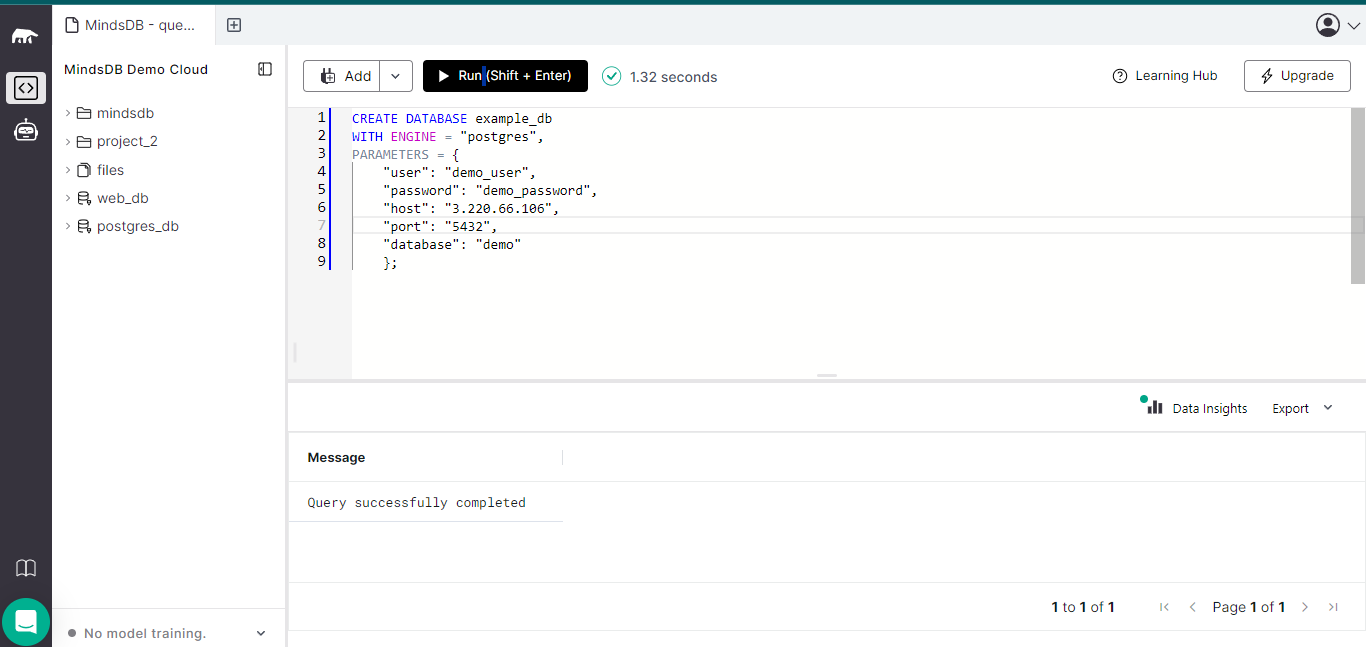 MindsDB - que...
MindsDB Demo Cloud
mindsdb
project_2
files
web_db
postgres_db
No model training.
Add
Run (Shift + Enter)
1.32 seconds
Learning Hub
Upgrade
1 CREATE DATABASE example_db
2 WITH ENGINE = "postgres",
3 PARAMETERS = {
4 "user": "demo_user",
5 "password": "demo_password",
6 "host": "3.220.66.106",
7 "port": "5432",
8 "database": "demo"
9 };
Data Insights
Export
Message
Query successfully completed
1 to 1 of 1
Page 1 of 1